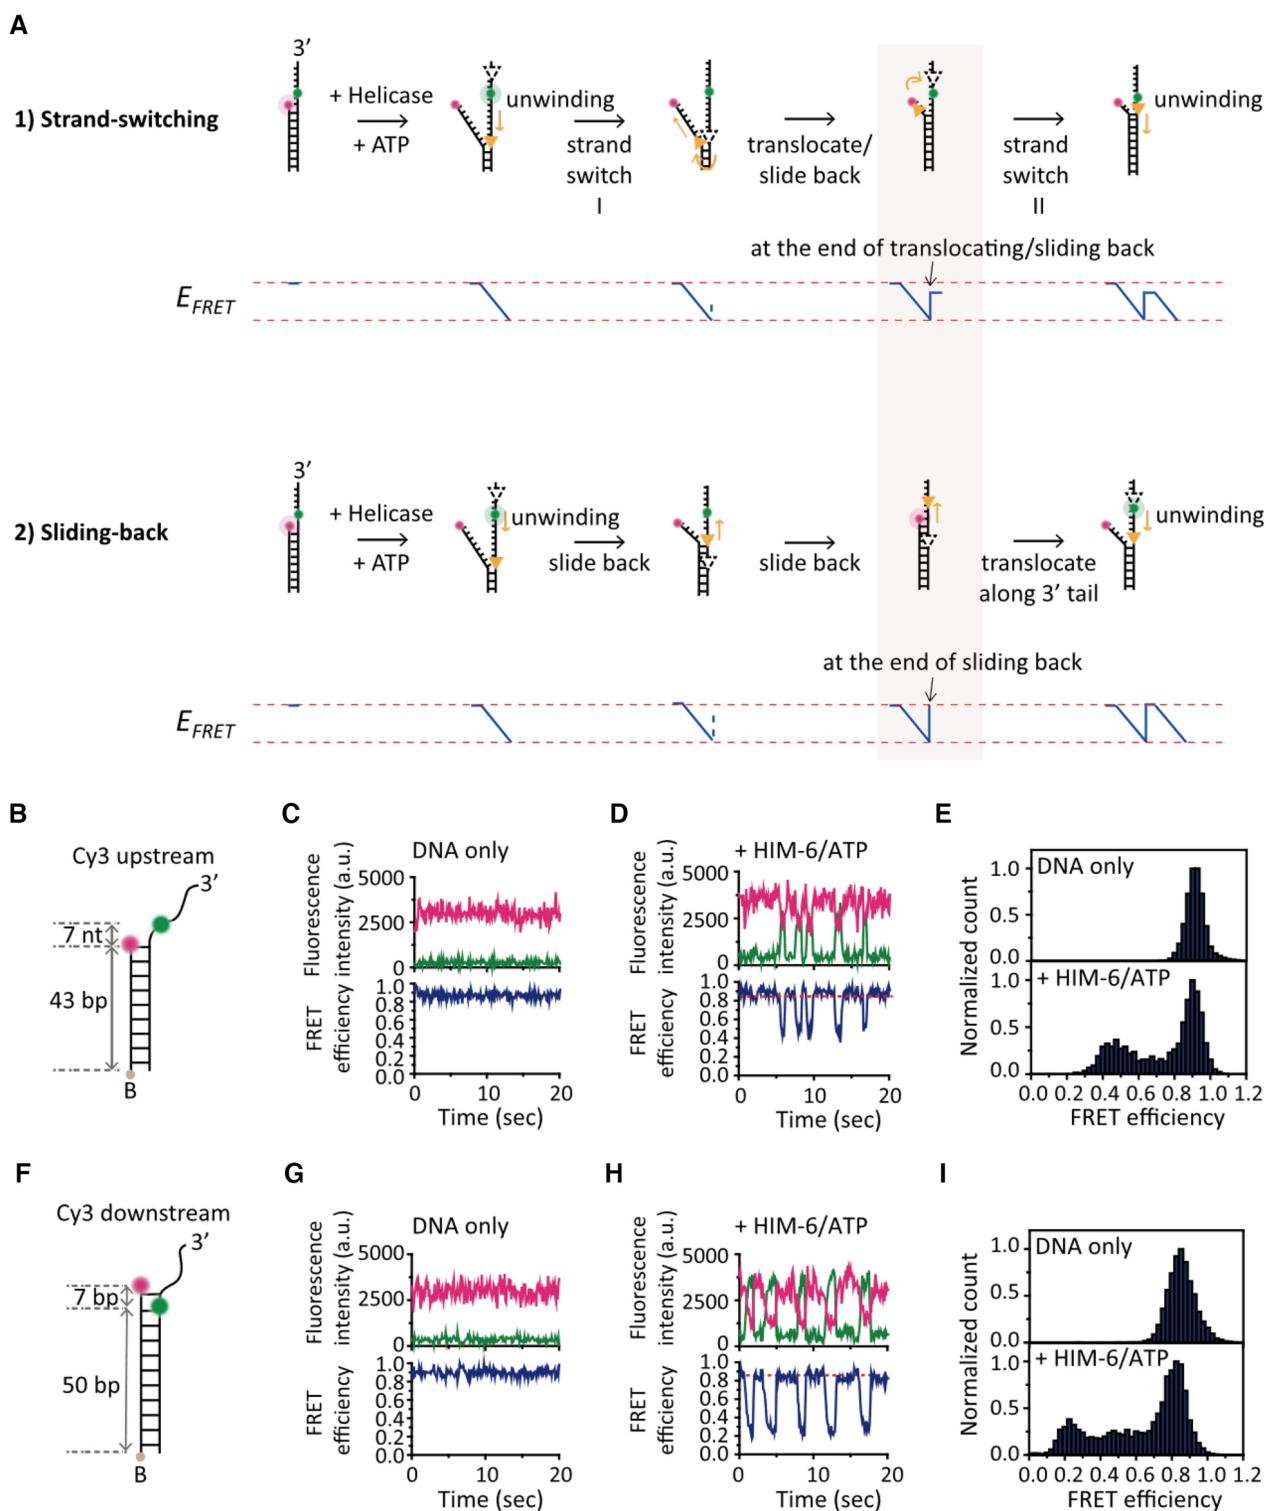 A
1) Strand-switching
3’
+ Helicase
+ ATP
unwinding
strand
switch
I
translocate/
slide back
strand
switch
II
unwinding
at the end of translocating/sliding back
EFRET
2) Sliding-back
3’
+ Helicase
+ ATP
unwinding
slide back
slide back
translocate
along 3’ tail
unwinding
at the end of sliding back
EFRET
B
Cy3 upstream
3’
7 nt
43 bp
B
C
DNA only
Fluorescence
intensity (a.u.)
5000
2500
0
FRET
efficiency
1.0
0.8
0.6
0.4
0.2
0.0
0 10 20
Time (sec)
D
+ HIM-6/ATP
Fluorescence
intensity (a.u.)
5000
2500
0
FRET
efficiency
1.0
0.8
0.6
0.4
0.2
0.0
0 10 20
Time (sec)
E
Normalized count
DNA only
1.0
0.5
0.0
+ HIM-6/ATP
1.0
0.5
0.0
0.0 0.2 0.4 0.6 0.8 1.0 1.2
FRET efficiency
F
Cy3 downstream
3’
7 bp
50 bp
B
G
DNA only
Fluorescence
intensity (a.u.)
5000
2500
0
FRET
efficiency
1.0
0.8
0.6
0.4
0.2
0.0
0 10 20
Time (sec)
H
+ HIM-6/ATP
Fluorescence
intensity (a.u.)
5000
2500
0
FRET
efficiency
1.0
0.8
0.6
0.4
0.2
0.0
0 10 20
Time (sec)
I
Normalized count
DNA only
1.0
0.5
0.0
+ HIM-6/ATP
1.0
0.5
0.0
0.0 0.2 0.4 0.6 0.8 1.0 1.2
FRET efficiency